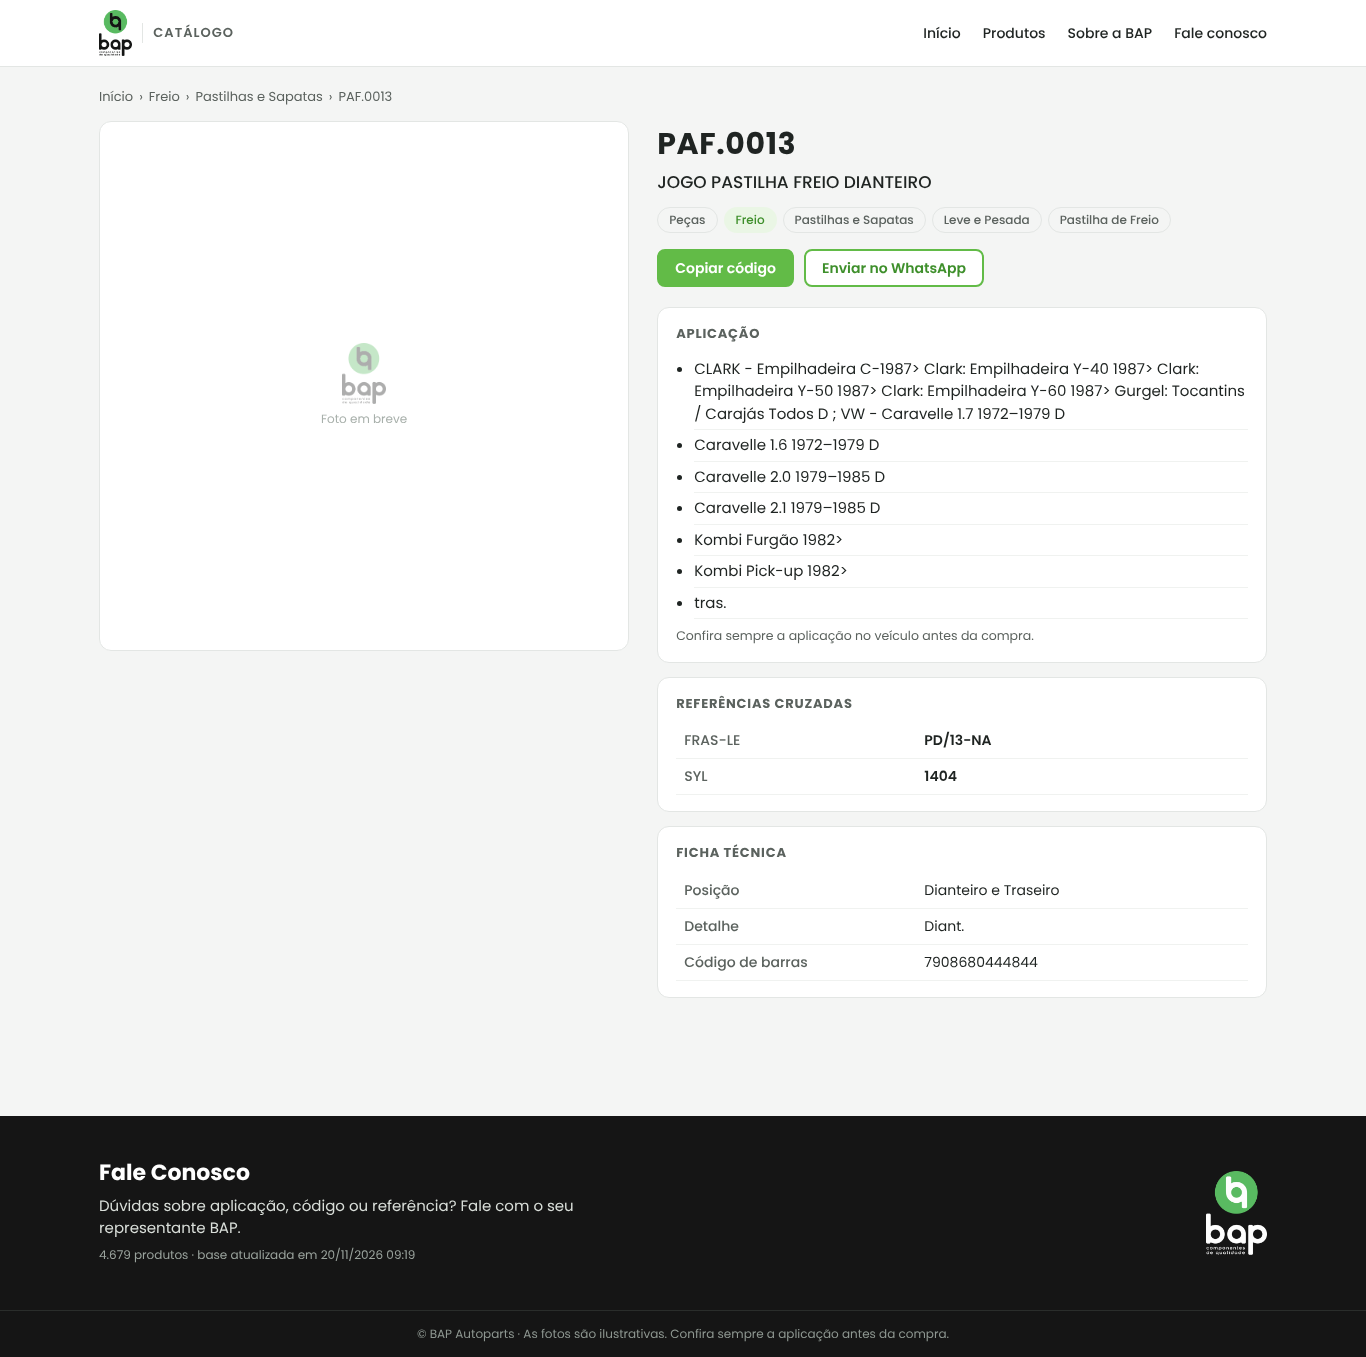 bap
CATÁLOGO
Início
Produtos
Sobre a BAP
Fale conosco
Início › Freio › Pastilhas e Sapatas › PAF.0013
bap
componentes
de qualidade
Foto em breve
PAF.0013
JOGO PASTILHA FREIO DIANTEIRO
Peças
Freio
Pastilhas e Sapatas
Leve e Pesada
Pastilha de Freio
Copiar código
Enviar no WhatsApp
APLICAÇÃO
CLARK - Empilhadeira C-1987> Clark: Empilhadeira Y-40 1987> Clark:
Empilhadeira Y-50 1987> Clark: Empilhadeira Y-60 1987> Gurgel: Tocantins
/ Carajás Todos D ; VW - Caravelle 1.7 1972–1979 D
Caravelle 1.6 1972–1979 D
Caravelle 2.0 1979–1985 D
Caravelle 2.1 1979–1985 D
Kombi Furgão 1982>
Kombi Pick-up 1982>
tras.
Confira sempre a aplicação no veículo antes da compra.
REFERÊNCIAS CRUZADAS
FRAS-LE PD/13-NA
SYL 1404
FICHA TÉCNICA
Posição Dianteiro e Traseiro
Detalhe Diant.
Código de barras 7908680444844
Fale Conosco
Dúvidas sobre aplicação, código ou referência? Fale com o seu
representante BAP.
4.679 produtos · base atualizada em 20/11/2026 09:19
bap
componentes
de qualidade
© BAP Autoparts · As fotos são ilustrativas. Confira sempre a aplicação antes da compra.